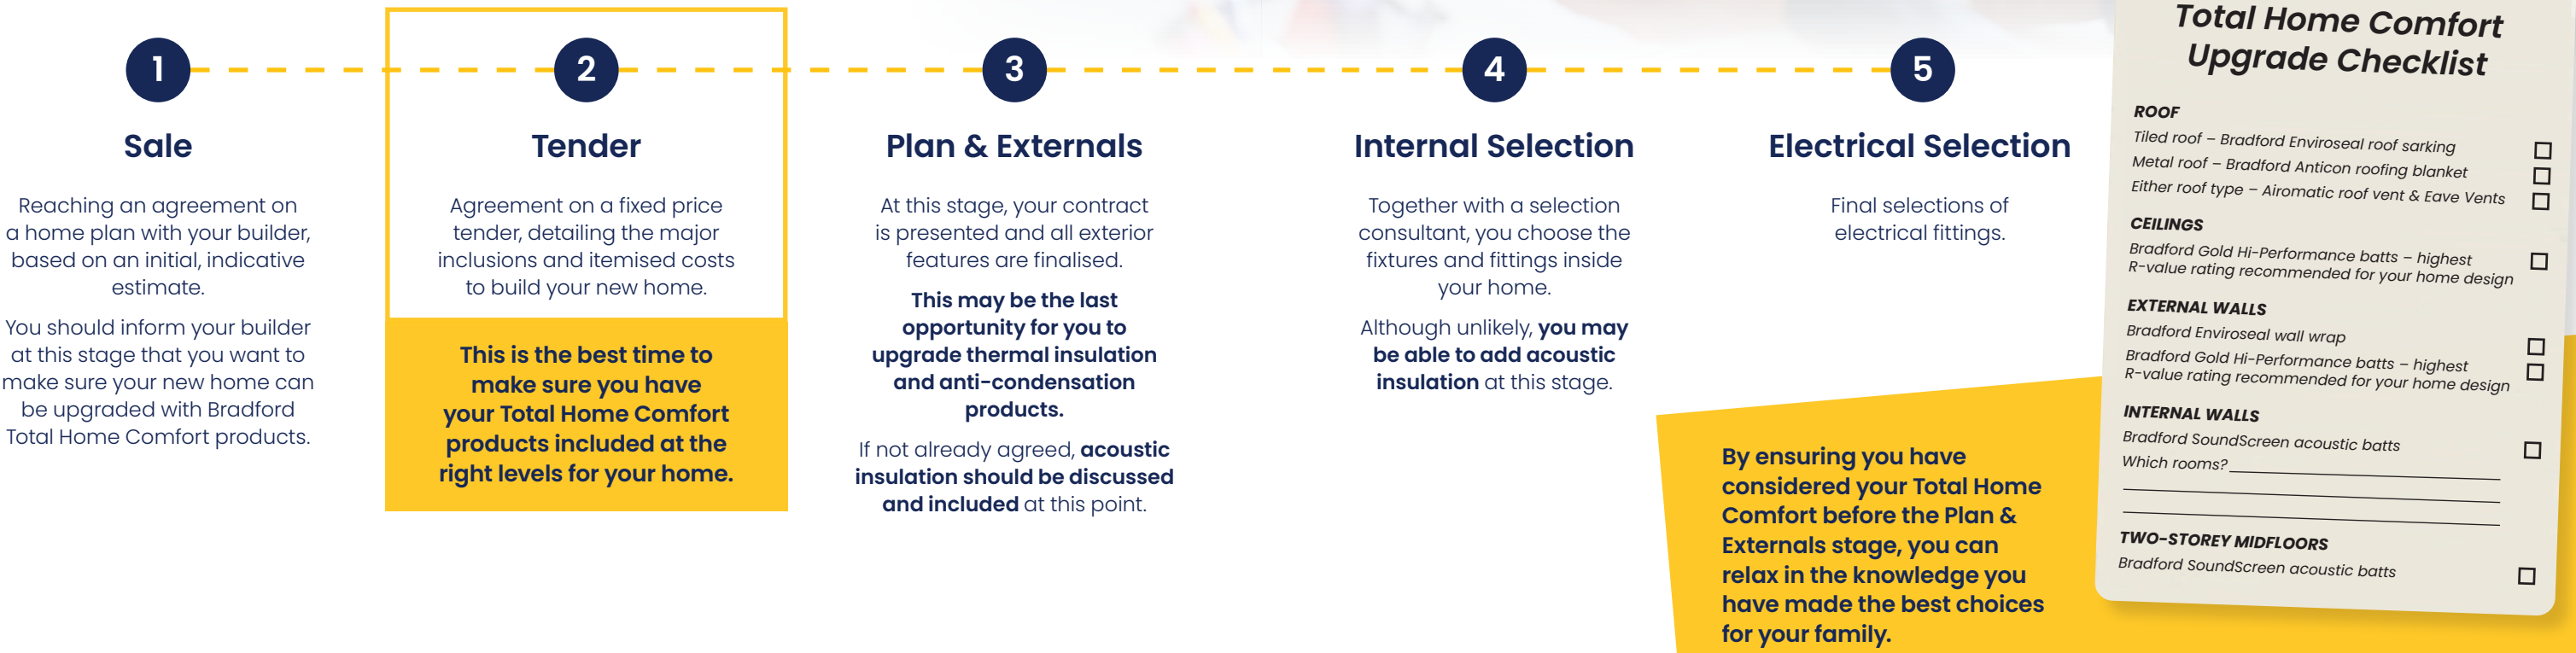 1
Sale
Reaching an agreement on
a home plan with your builder,
based on an initial, indicative
estimate.
You should inform your builder
at this stage that you want to
make sure your new home can
be upgraded with Bradford
Total Home Comfort products.
2
Tender
Agreement on a fixed price
tender, detailing the major
inclusions and itemised costs
to build your new home.
This is the best time to
make sure you have
your Total Home Comfort
products included at the
right levels for your home.
3
Plan & Externals
At this stage, your contract
is presented and all exterior
features are finalised.
This may be the last
opportunity for you to
upgrade thermal insulation
and anti-condensation
products.
If not already agreed, acoustic
insulation should be discussed
and included at this point.
4
Internal Selection
Together with a selection
consultant, you choose the
fixtures and fittings inside
your home.
Although unlikely, you may
be able to add acoustic
insulation at this stage.
5
Electrical Selection
Final selections of
electrical fittings.
By ensuring you have
considered your Total Home
Comfort before the Plan &
Externals stage, you can
relax in the knowledge you
have made the best choices
for your family.
Total Home Comfort
Upgrade Checklist
ROOF
Tiled roof – Bradford Enviroseal roof sarking
Metal roof – Bradford Anticon roofing blanket
Either roof type – Airomatic roof vent & Eave Vents
CEILINGS
Bradford Gold Hi-Performance batts – highest
R-value rating recommended for your home design
EXTERNAL WALLS
Bradford Enviroseal wall wrap
Bradford Gold Hi-Performance batts – highest
R-value rating recommended for your home design
INTERNAL WALLS
Bradford SoundScreen acoustic batts
Which rooms?
TWO-STOREY MIDFLOORS
Bradford SoundScreen acoustic batts